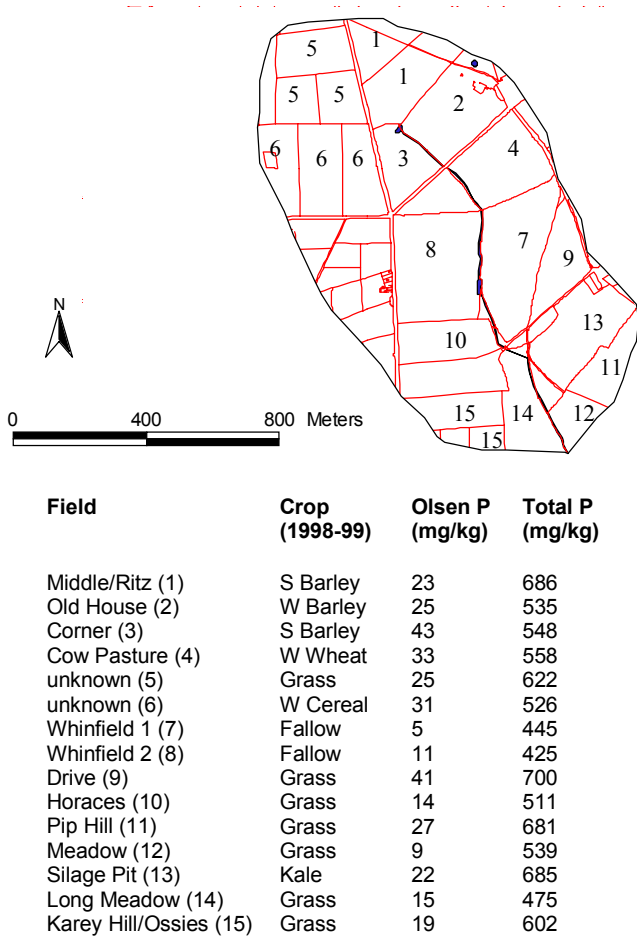 5
1
5
5
1
2
6
6
6
3
4
8
7
9
10
13
11
15
14
12
15
N
0 400 800 Meters
Field Crop (1998-99) Olsen P (mg/kg) Total P (mg/kg)
Middle/Ritz (1) S Barley 23 686
Old House (2) W Barley 25 535
Corner (3) S Barley 43 548
Cow Pasture (4) W Wheat 33 558
unknown (5) Grass 25 622
unknown (6) W Cereal 31 526
Whinfield 1 (7) Fallow 5 445
Whinfield 2 (8) Fallow 11 425
Drive (9) Grass 41 700
Horaces (10) Grass 14 511
Pip Hill (11) Grass 27 681
Meadow (12) Grass 9 539
Silage Pit (13) Kale 22 685
Long Meadow (14) Grass 15 475
Karey Hill/Ossies (15) Grass 19 602